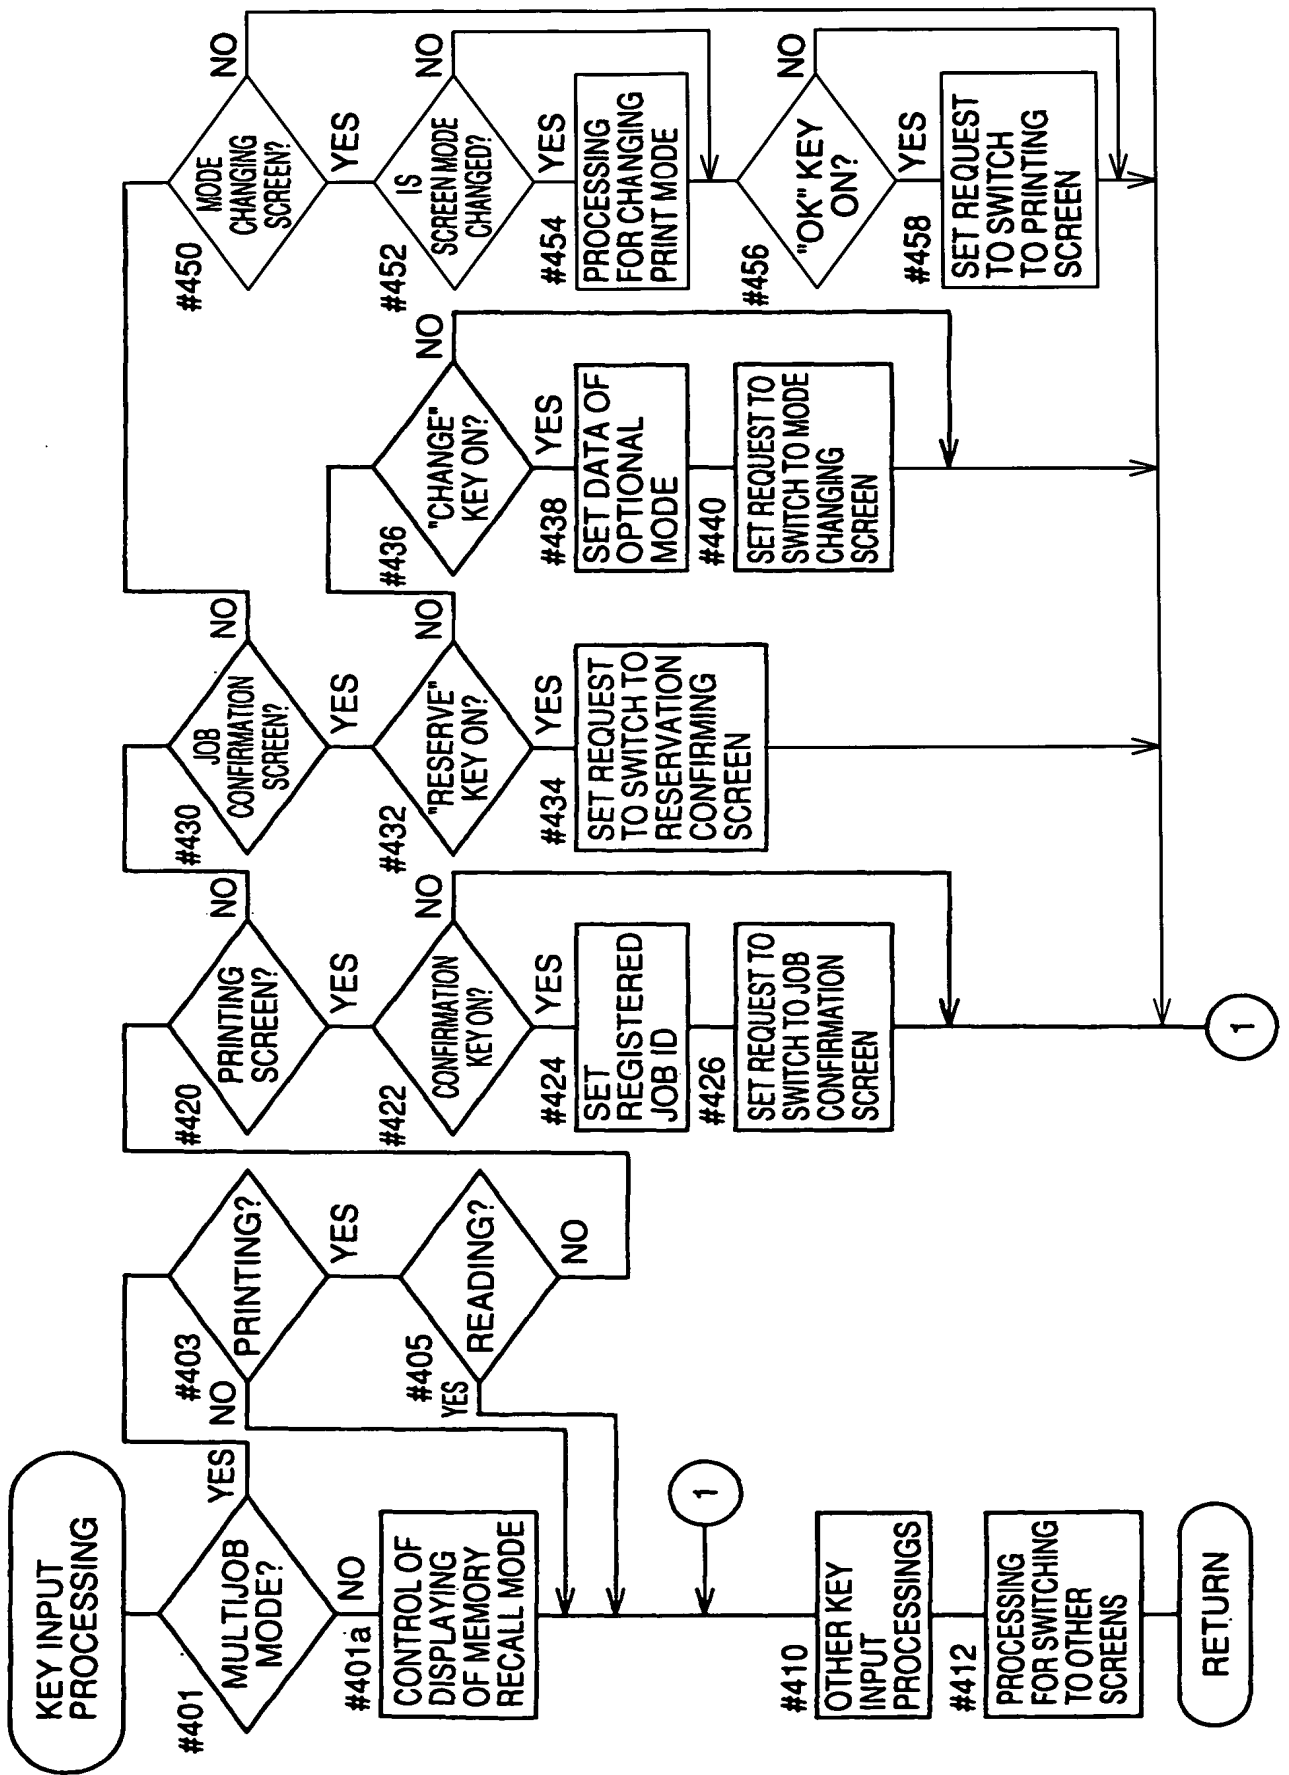 KEY INPUT
PROCESSING
#401
MULTIJOB
MODE?
YES
NO
#401a
CONTROL OF
DISPLAYING
OF MEMORY
RECALL MODE
#403
PRINTING?
NO
YES
#405
READING?
YES
NO
1
#410
OTHER KEY
INPUT
PROCESSINGS
#412
PROCESSING
FOR SWITCHING
TO OTHER
SCREENS
RETURN
#420
PRINTING
SCREEN?
NO
YES
#422
CONFIRMATION
KEY ON?
NO
YES
#424
SET
REGISTERED
JOB ID
#426
SET REQUEST TO
SWITCH TO JOB
CONFIRMATION
SCREEN
1
#430
JOB
CONFIRMATION
SCREEN?
NO
YES
#432
"RESERVE"
KEY ON?
NO
YES
#434
SET REQUEST
TO SWITCH TO
RESERVATION
CONFIRMING
SCREEN
#436
"CHANGE"
KEY ON?
NO
YES
#438
SET DATA OF
OPTIONAL
MODE
#440
SET REQUEST TO
SWITCH TO MODE
CHANGING
SCREEN
#450
MODE
CHANGING
SCREEN?
NO
YES
#452
IS
SCREEN MODE
CHANGED?
NO
YES
#454
PROCESSING
FOR CHANGING
PRINT MODE
#456
"OK" KEY
ON?
NO
YES
#458
SET REQUEST
TO SWITCH
TO PRINTING
SCREEN